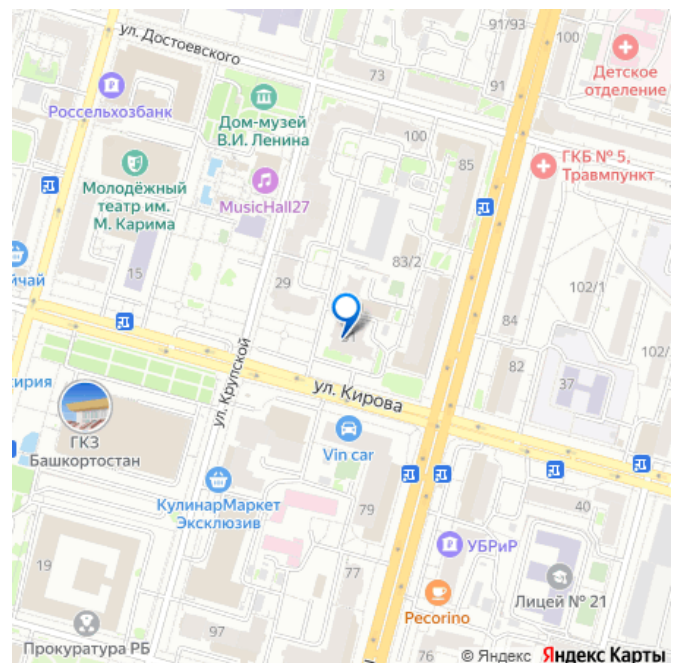 91/93
100
ул. Достоевского
Детское
отделение
73
91
Россельхозбанк
Дом-музей
В.И. Ленина
100
85
ГКБ № 5,
Травмпункт
Молодёжный
театр им.
М. Карима
MusicHall27
83/2
йчай
15
29
102/1
31
84
102/
ул. Крупской
82
37
кирия
ул. Кирова
ГКЗ
Башкортостан
Vin car
КулинарМаркет
Эксклюзив
79
40
УБРиР
19
77
Лицей № 21
Pecorino
97
Прокуратура РБ
76
© Яндекс Яндекс Карты